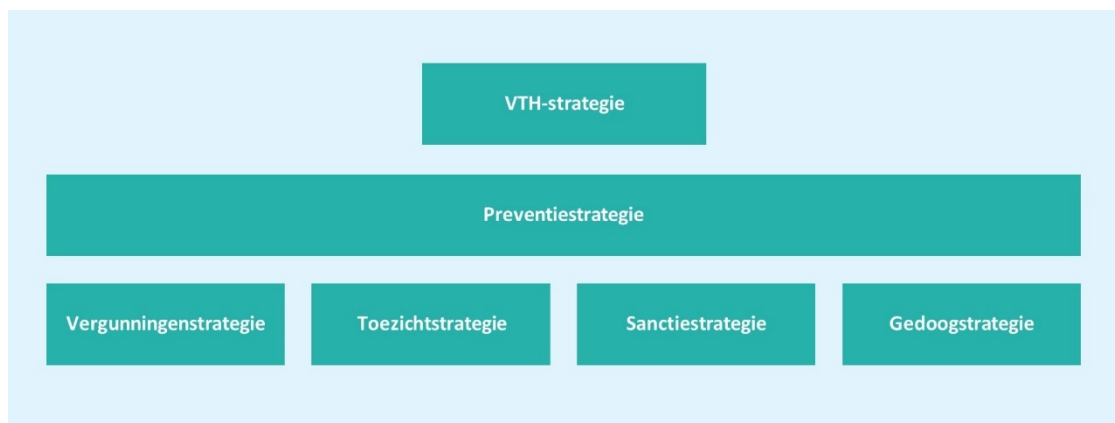 VTH-strategie
Preventiestrategie
Vergunningenstrategie
Toezichtstrategie
Sanctiestrategie
Gedoogstrategie